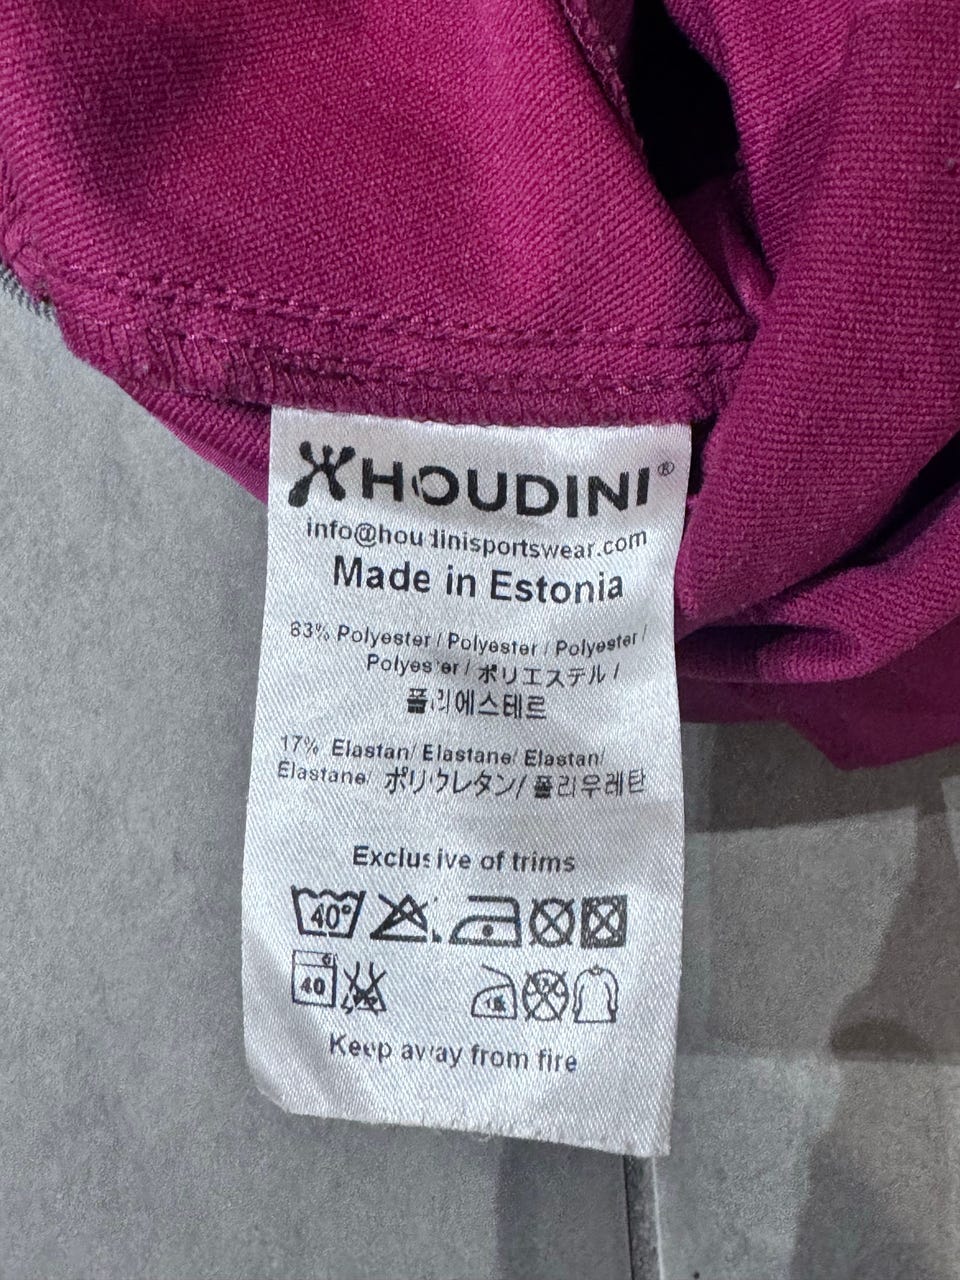 HOUDINI®
info@houdinisportswear.com
Made in Estonia
83% Polyester / Polyester / Polyester /
Polyester / ポリエステル /
폴리에스테르
17% Elastan/ Elastane/ Elastan/
Élastane/ ポリウレタン/ 폴리우레탄
Exclusive of trims
40°
40
Keep away from fire